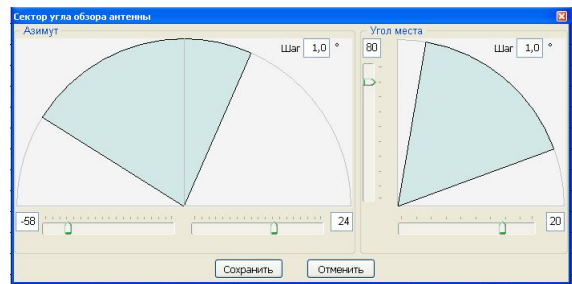 Сектор угла обзора антенны
Азимут
Шаг 1,0 °
Угол места
80
Шаг 1,0 °
-58
24
20
Сохранить
Отменить